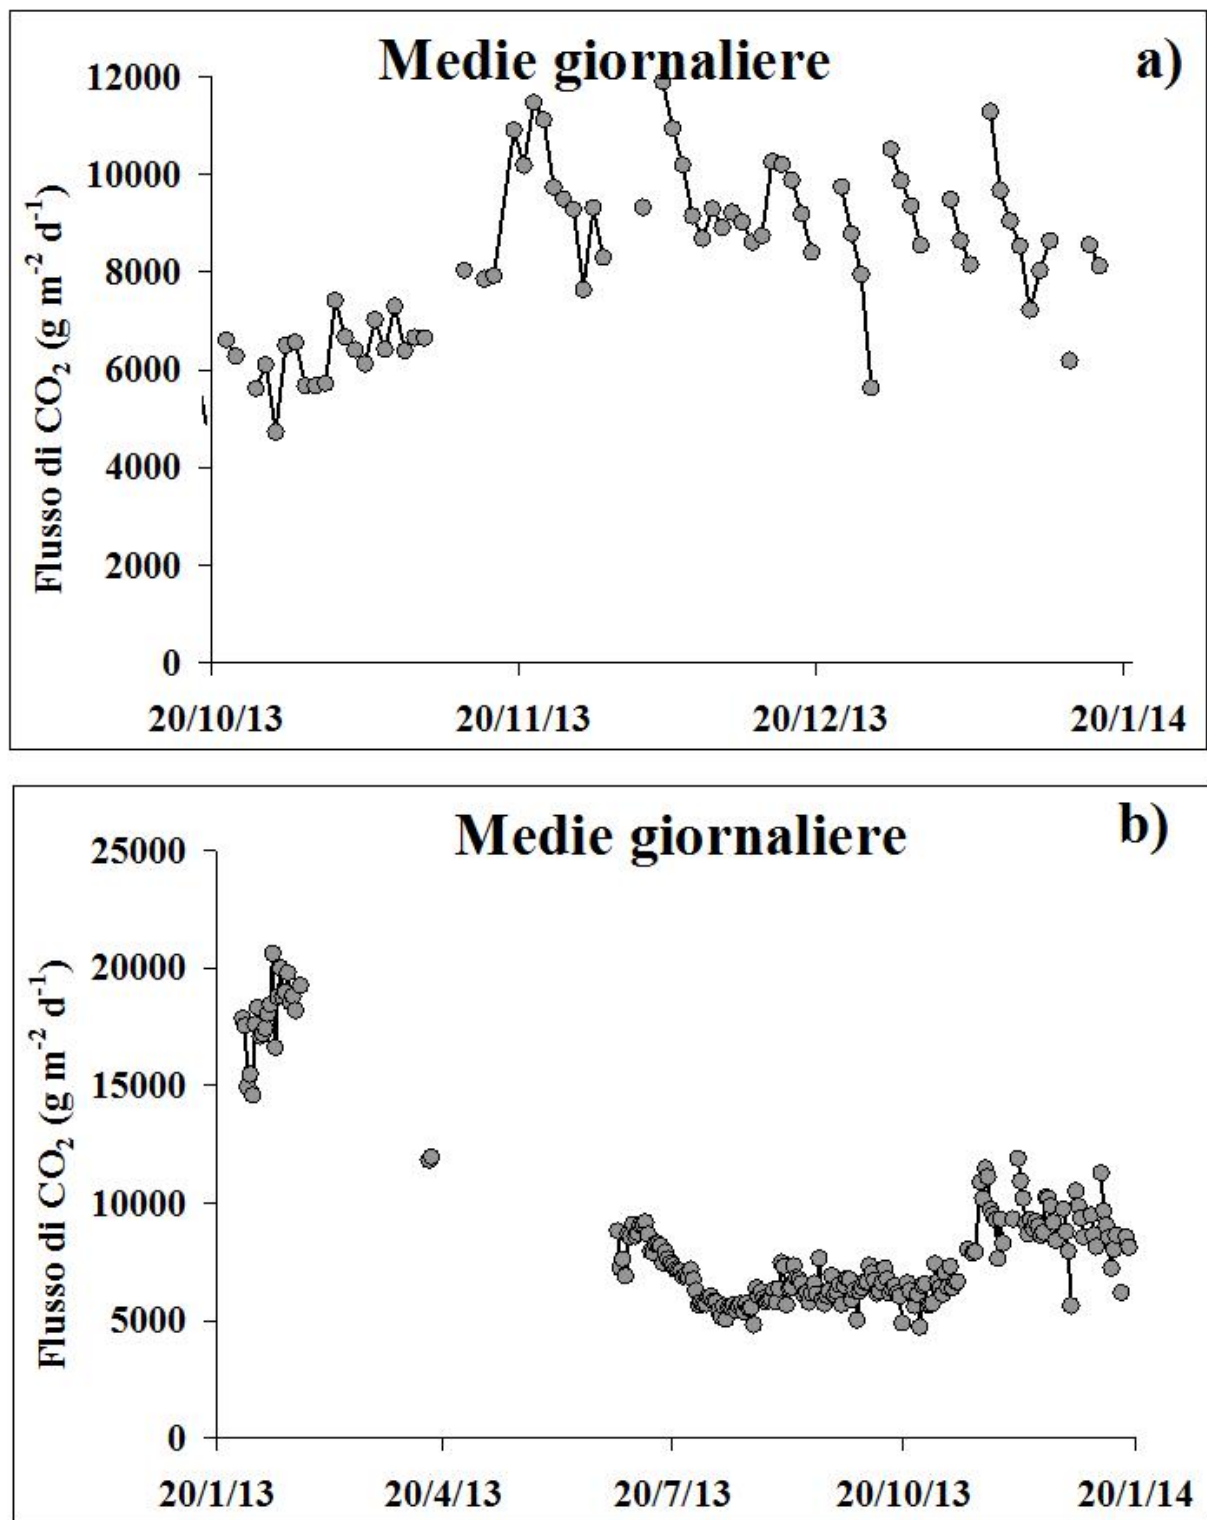 Medie giornaliere
a)
Flusso di CO₂ (g m⁻² d⁻¹)
12000
10000
8000
6000
4000
2000
0
20/10/13 20/11/13 20/12/13 20/1/14
Medie giornaliere
b)
Flusso di CO₂ (g m⁻² d⁻¹)
25000
20000
15000
10000
5000
0
20/1/13 20/4/13 20/7/13 20/10/13 20/1/14